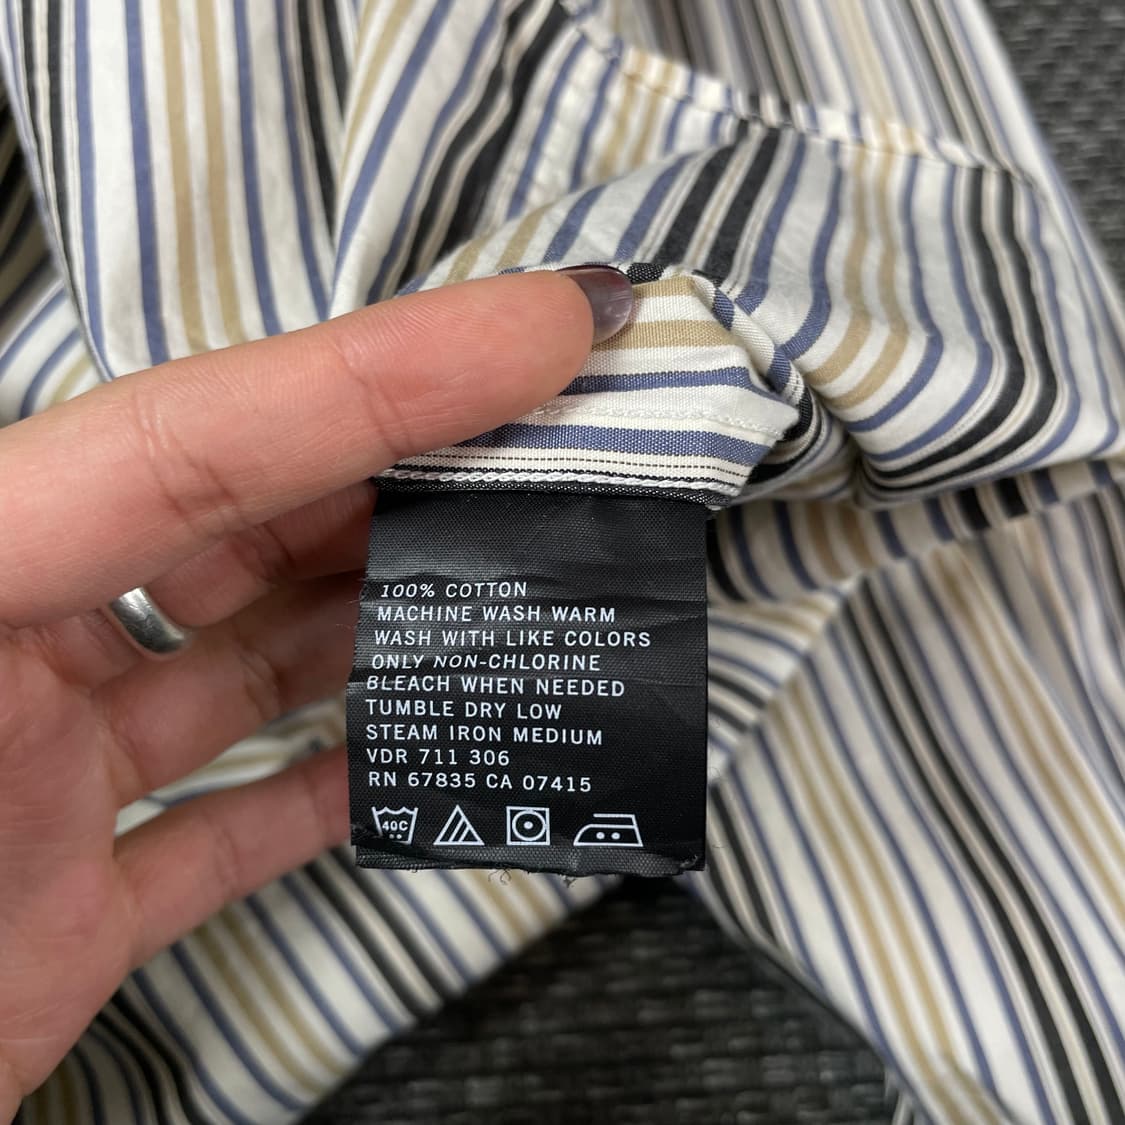 100% COTTON
MACHINE WASH WARM
WASH WITH LIKE COLORS
ONLY NON-CHLORINE
BLEACH WHEN NEEDED
TUMBLE DRY LOW
STEAM IRON MEDIUM
VDR 711 306
RN 67835 CA 07415
40C